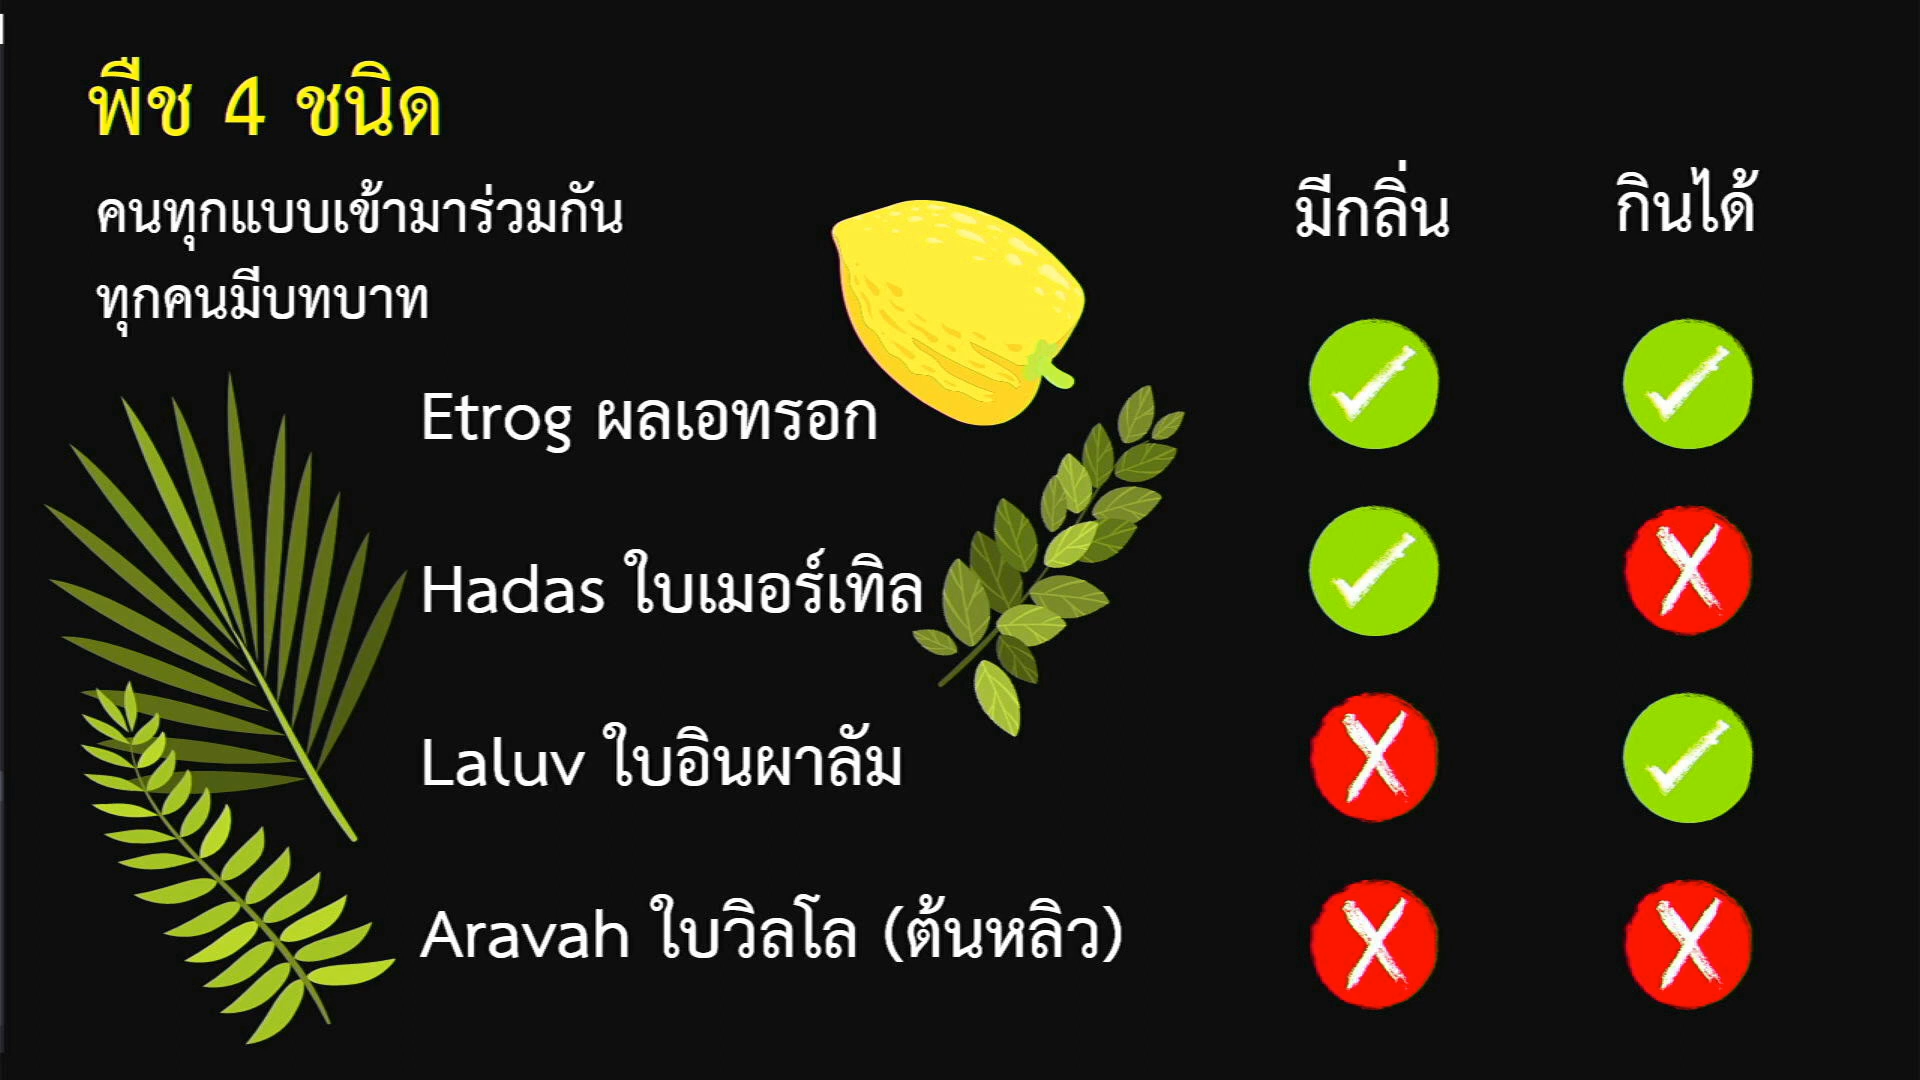 พืช 4 ชนิด
คนทุกแบบเข้ามาร่วมกัน
ทุกคนมีบทบาท
มีกลิ่น กินได้
Etrog ผลเอทรอก
Hadas ใบเมอร์เทิล
Laluv ใบอินผาลัม
Aravah ใบวิลโล (ต้นหลิว)